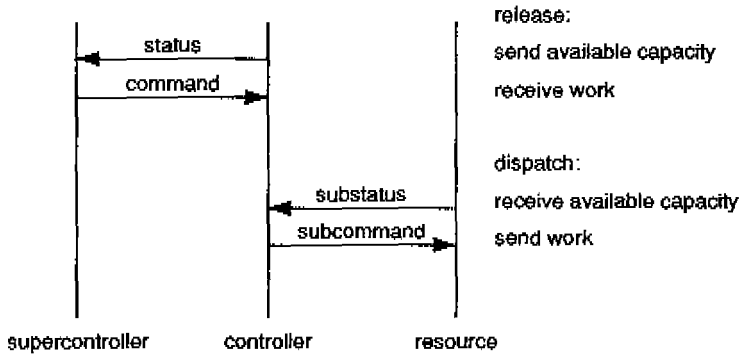 release:
status
send available capacity
command
receive work
dispatch:
substatus
receive available capacity
subcommand
send work
supercontroller controller resource